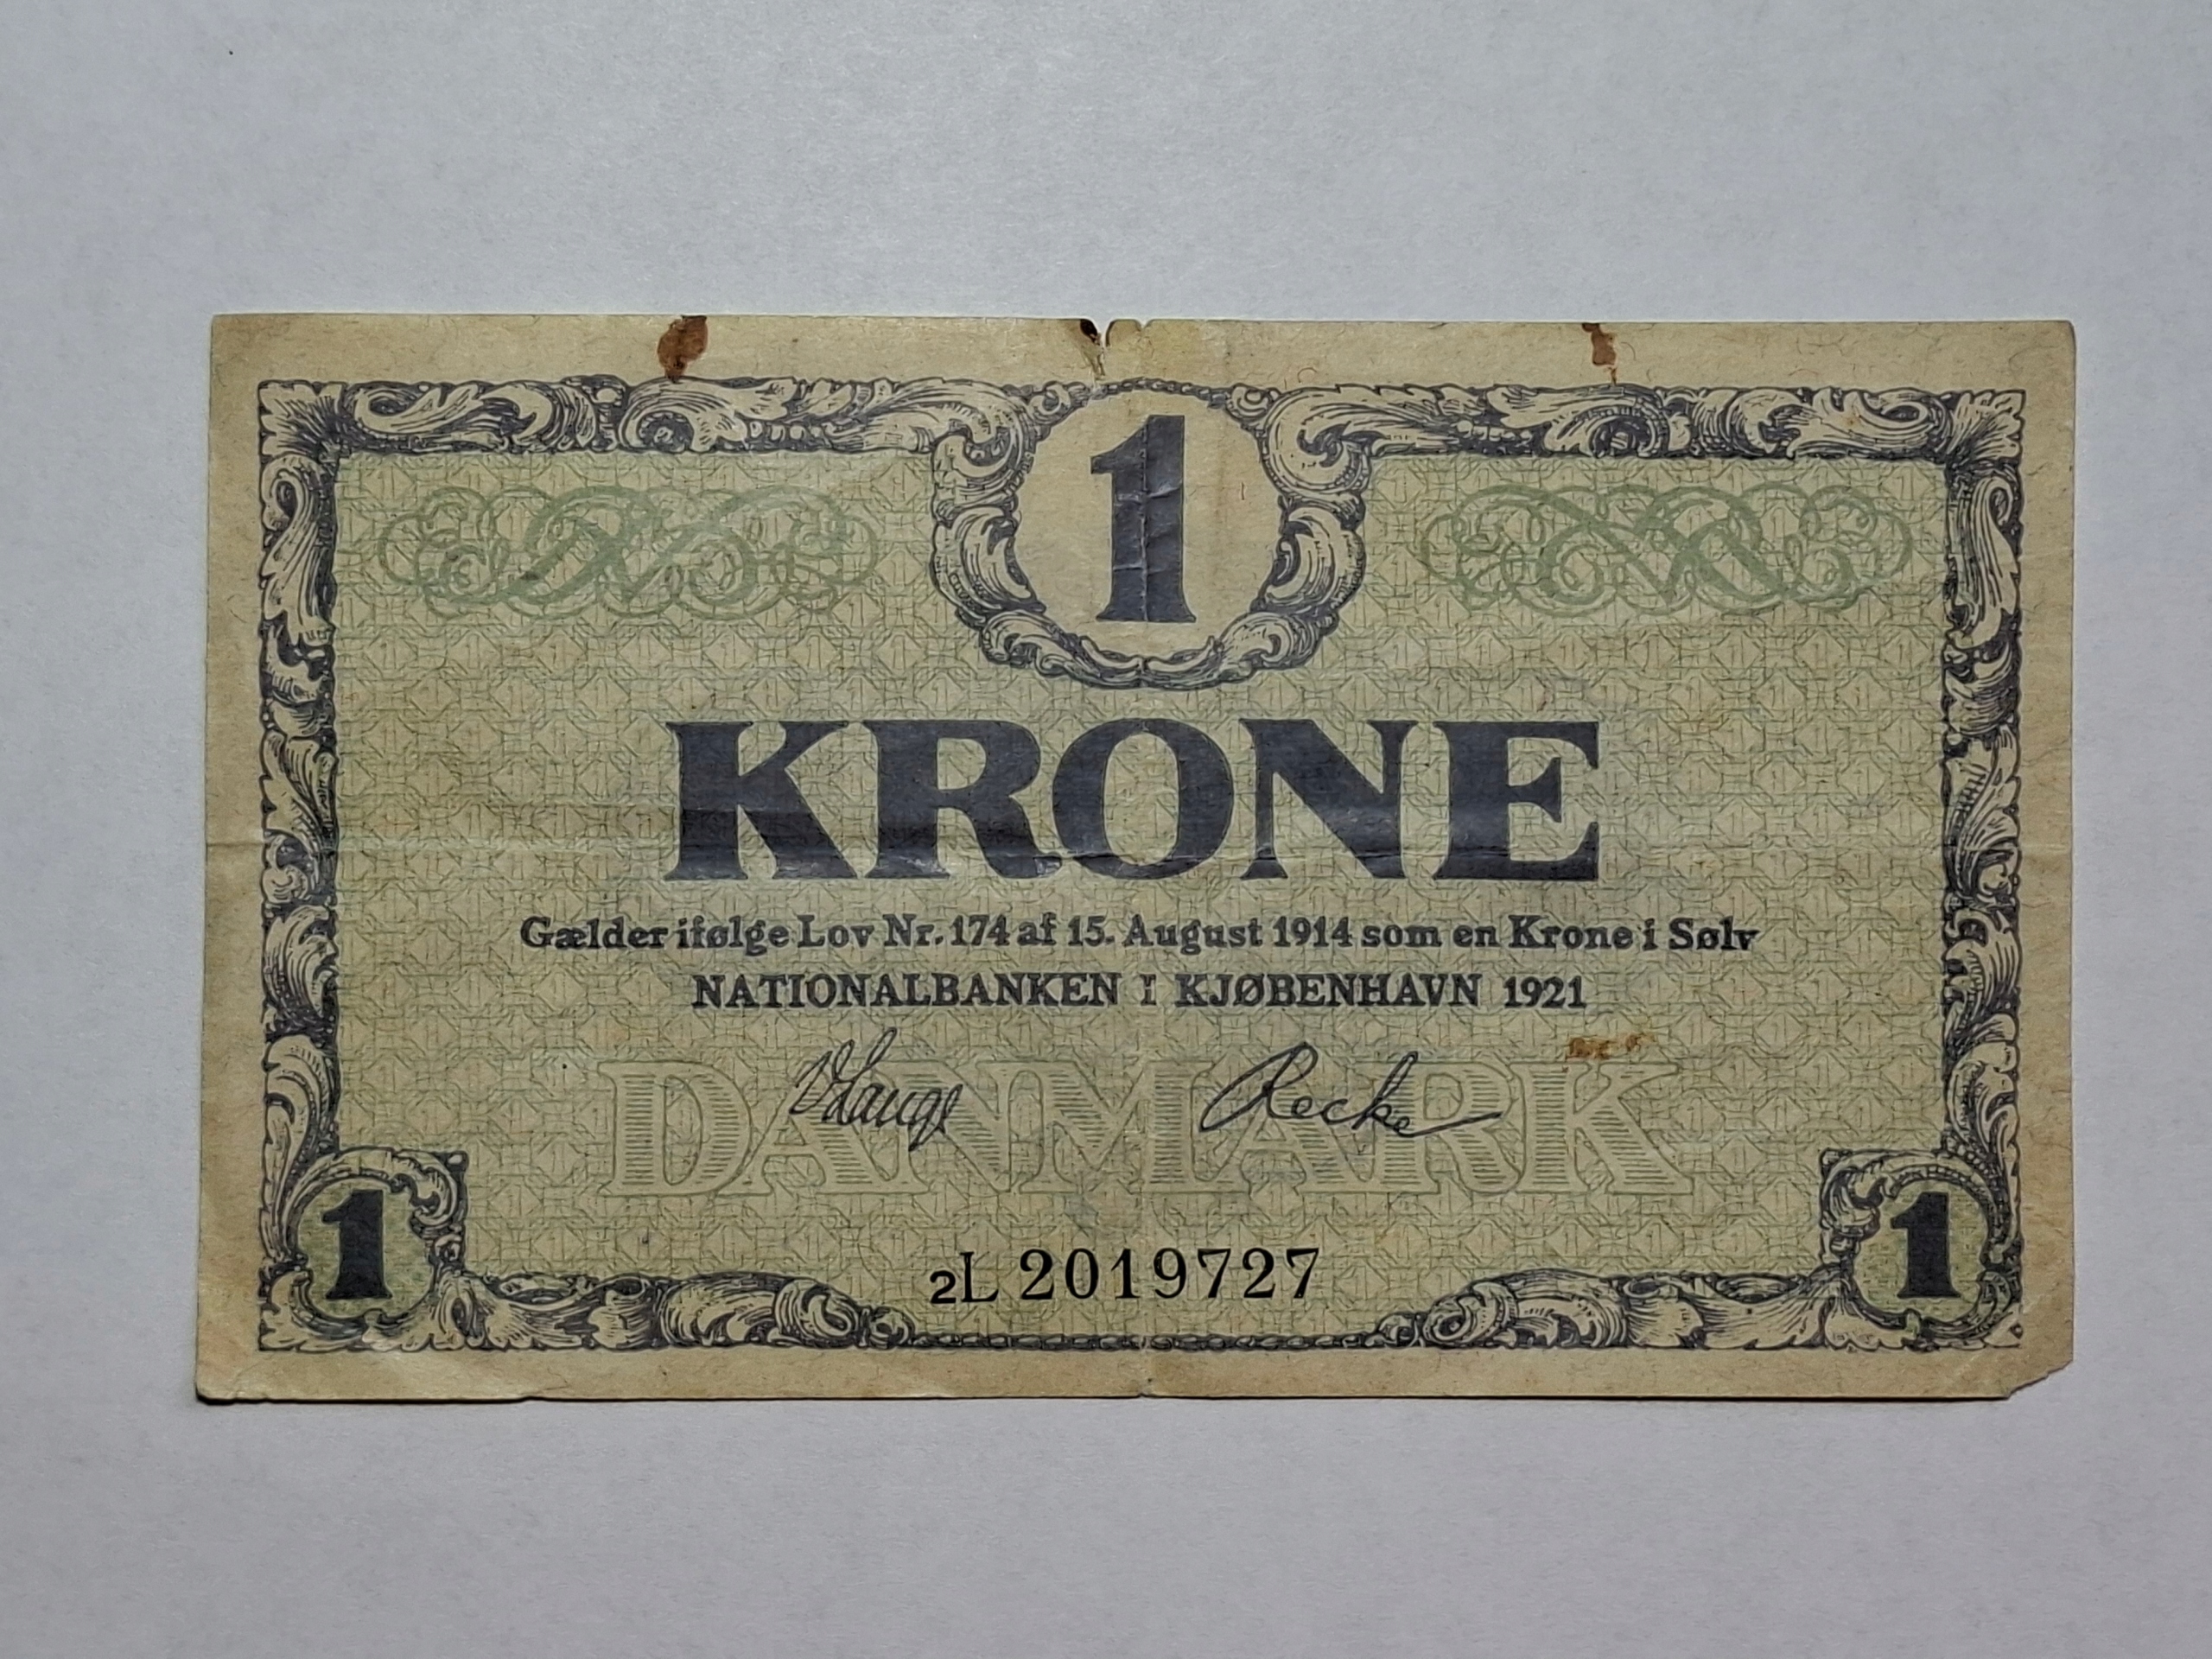 1
KRONE
Gælder ifølge Lov Nr. 174 af 15. August 1914 som en Krone i Sølv
NATIONALBANKEN I KJØBENHAVN 1921
DANMARK
V Lange Recke
1 1
2L 2019727